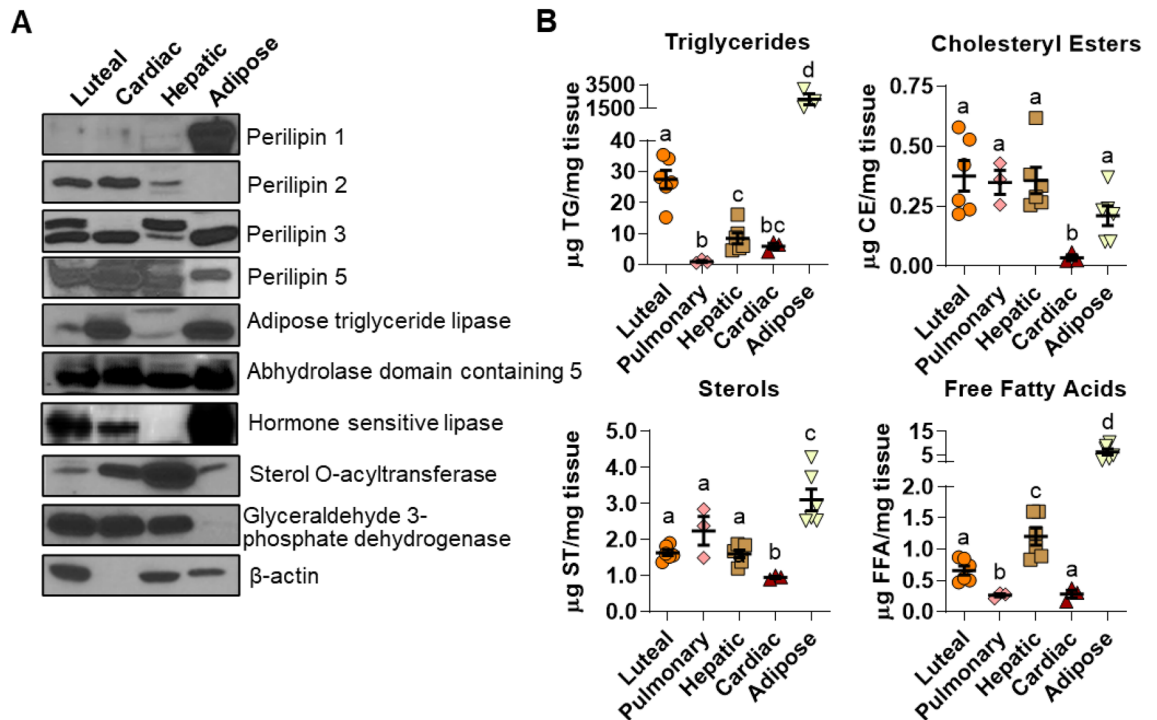 A
Luteal
Cardiac
Hepatic
Adipose
Perilipin 1
Perilipin 2
Perilipin 3
Perilipin 5
Adipose triglyceride lipase
Abhydrolase domain containing 5
Hormone sensitive lipase
Sterol O-acyltransferase
Glyceraldehyde 3-
phosphate dehydrogenase
β-actin
B
Triglycerides
μg TG/mg tissue
3500
1500
40
30
20
10
0
a
b
c
bc
d
Luteal
Pulmonary
Hepatic
Cardiac
Adipose
Cholesteryl Esters
μg CE/mg tissue
0.75
0.50
0.25
0.00
a
a
a
b
a
Luteal
Pulmonary
Hepatic
Cardiac
Adipose
Sterols
μg ST/mg tissue
5.0
4.0
3.0
2.0
1.0
0.0
a
a
a
b
c
Luteal
Pulmonary
Hepatic
Cardiac
Adipose
Free Fatty Acids
μg FFA/mg tissue
15
5
2.0
1.5
1.0
0.5
0.0
a
b
c
a
d
Luteal
Pulmonary
Hepatic
Cardiac
Adipose